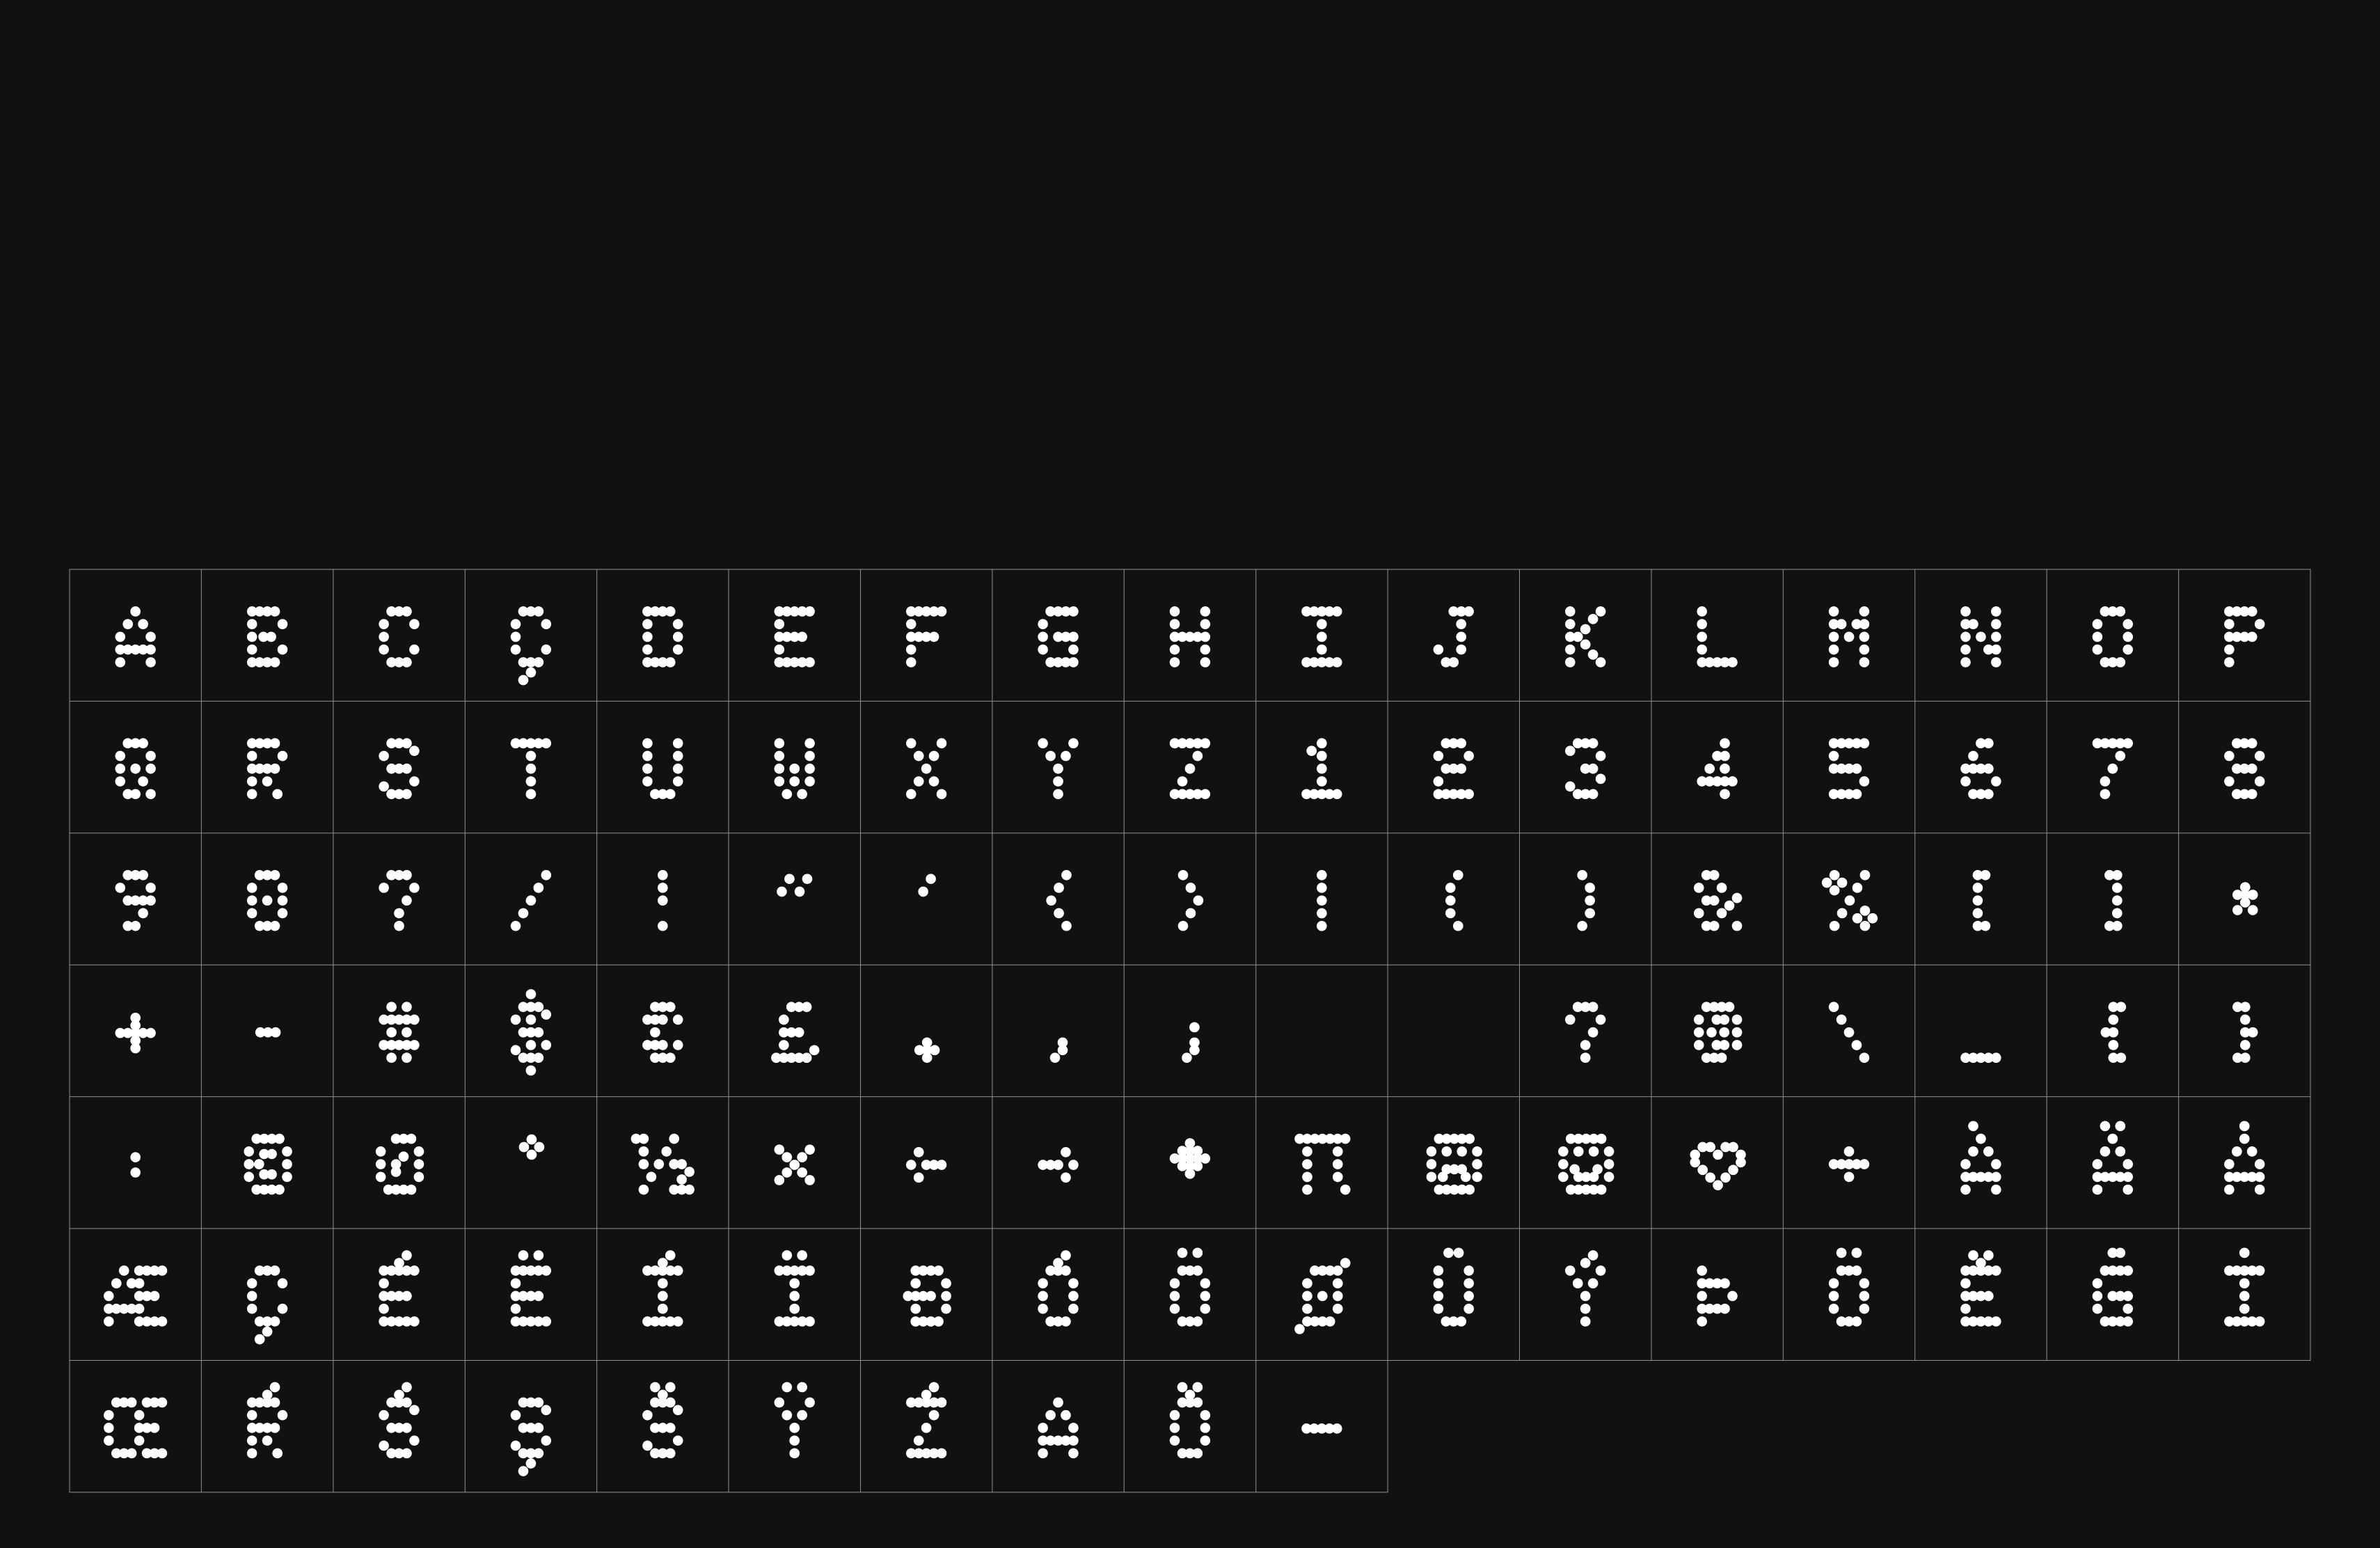 A B C Ç D E F G H I J K L M N O P
Q R S T U W X Y Z 1 2 3 4 5 6 7 8
9 0 ? / ! " ' < > | ( ) & % [ ] *
+ - # $ € £ . , ; ? @ \ _ { }
: © ° ½ × ♥ ÷ À Ä
Æ Ç É Ë Í Ï Ð Ó Ö Ø Ü Ý Þ Ö Ě Ğ İ
Œ Ŕ Ś Ş Š Ÿ Ź A –